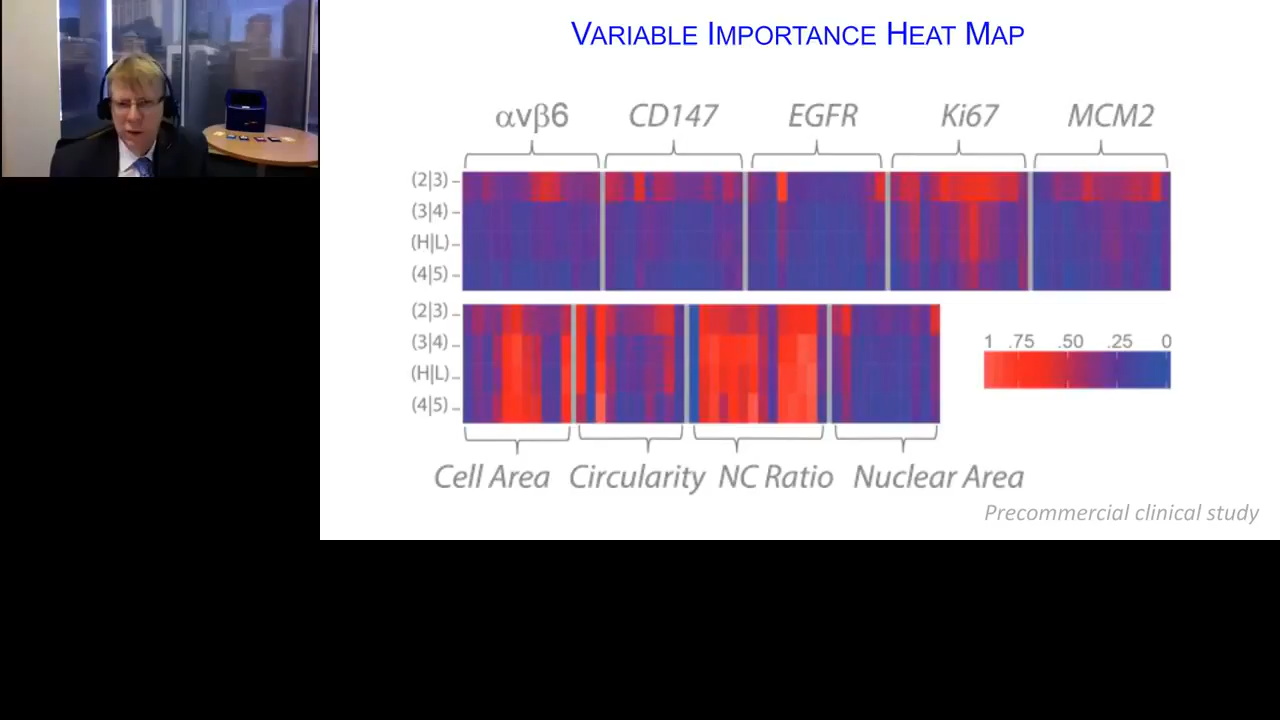 VARIABLE IMPORTANCE HEAT MAP
αvβ6 CD147 EGFR Ki67 MCM2
(2|3)
(3|4)
(H|L)
(4|5)
(2|3)
(3|4)
(H|L)
(4|5)
1 .75 .50 .25 0
Cell Area Circularity NC Ratio Nuclear Area
Precommercial clinical study